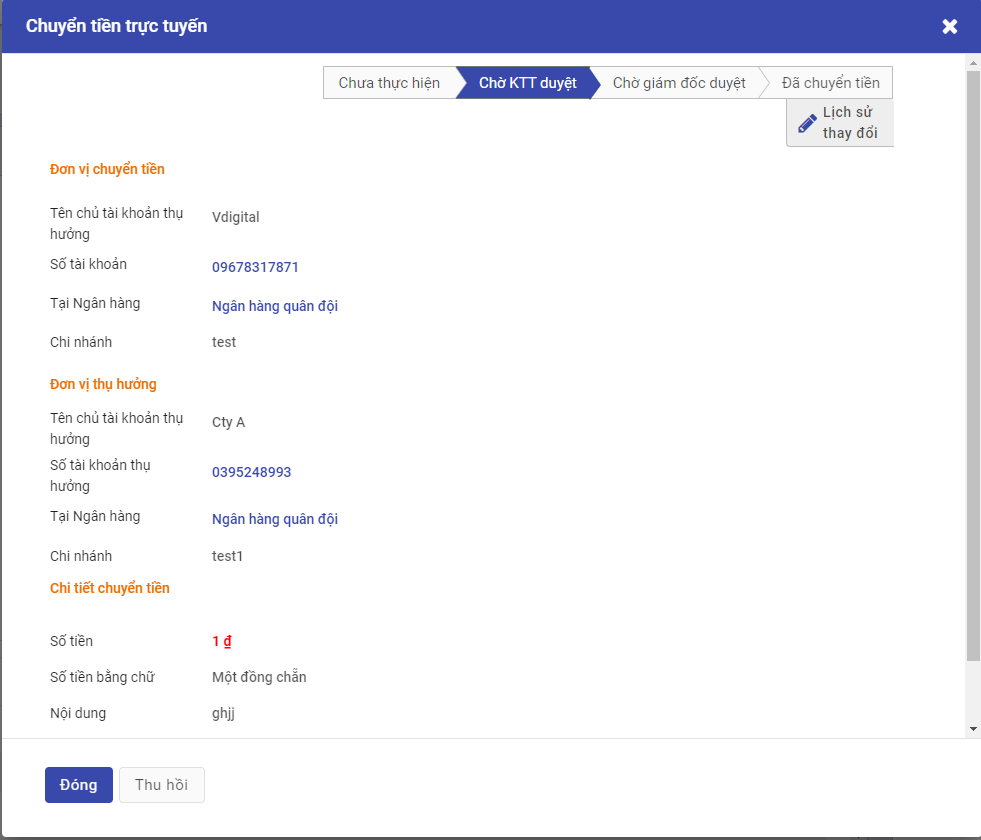 Chuyển tiền trực tuyến
Chưa thực hiện
Chờ KTT duyệt
Chờ giám đốc duyệt
Đã chuyển tiền
Lịch sử
thay đổi
Đơn vị chuyển tiền
Tên chủ tài khoản thụ
hưởng
Vdigital
Số tài khoản
09678317871
Tại Ngân hàng
Ngân hàng quân đội
Chi nhánh
test
Đơn vị thụ hưởng
Tên chủ tài khoản thụ
hưởng
Cty A
Số tài khoản thụ
hưởng
0395248993
Tại Ngân hàng
Ngân hàng quân đội
Chi nhánh
test1
Chi tiết chuyển tiền
Số tiền
1 ₫
Số tiền bằng chữ
Một đồng chẵn
Nội dung
ghjj
Đóng
Thu hồi